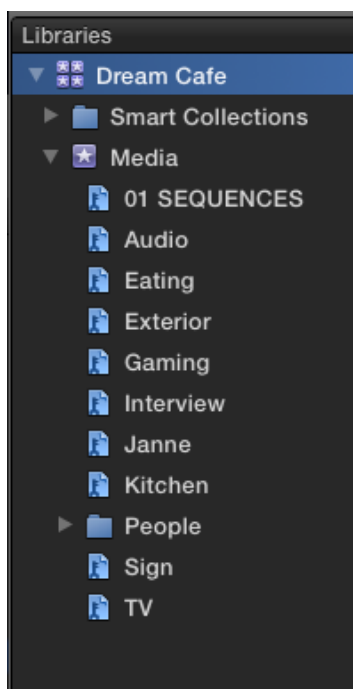 Libraries
Dream Cafe
Smart Collections
Media
01 SEQUENCES
Audio
Eating
Exterior
Gaming
Interview
Janne
Kitchen
People
Sign
TV